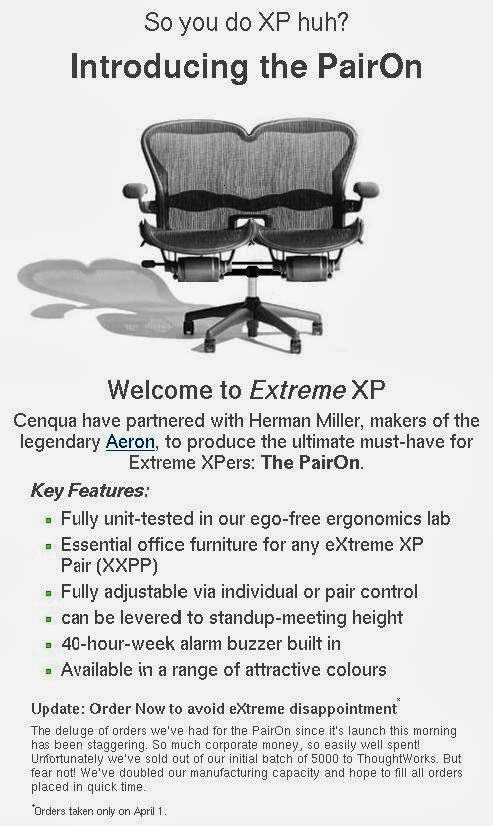 So you do XP huh?
Introducing the PairOn
Welcome to Extreme XP
Cenqua have partnered with Herman Miller, makers of the
legendary Aeron, to produce the ultimate must-have for
Extreme XPers: The PairOn.
Key Features:
Fully unit-tested in our ego-free ergonomics lab
Essential office furniture for any eXtreme XP
Pair (XXPP)
Fully adjustable via individual or pair control
can be levered to standup-meeting height
40-hour-week alarm buzzer built in
Available in a range of attractive colours
Update: Order Now to avoid eXtreme disappointment*
The deluge of orders we've had for the PairOn since it's launch this morning
has been staggering. So much corporate money, so easily well spent!
Unfortunately we've sold out of our initial batch of 5000 to ThoughtWorks. But
fear not! We've doubled our manufacturing capacity and hope to fill all orders
placed in quick time.
*Orders taken only on April 1.